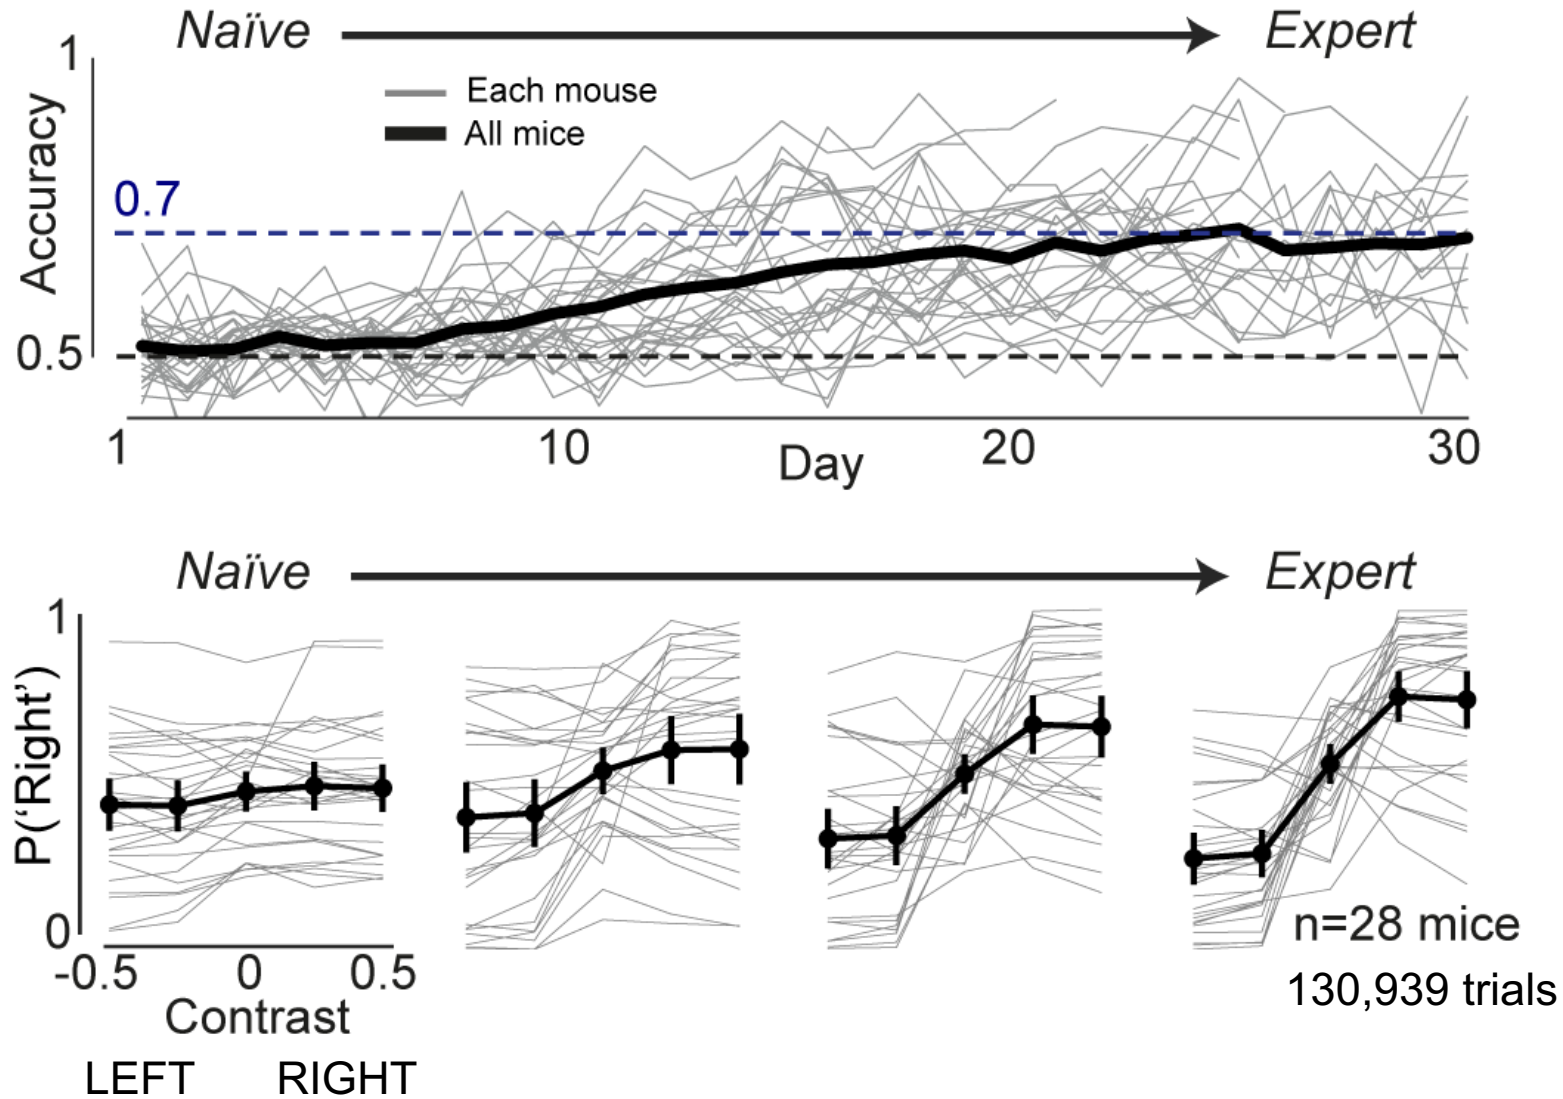 Naïve
Expert
1
Each mouse
All mice
Accuracy
0.7
0.5
1
10
20
30
Day
Naïve
Expert
1
P(‘Right’)
0
-0.5
0
0.5
Contrast
LEFT
RIGHT
n=28 mice
130,939 trials